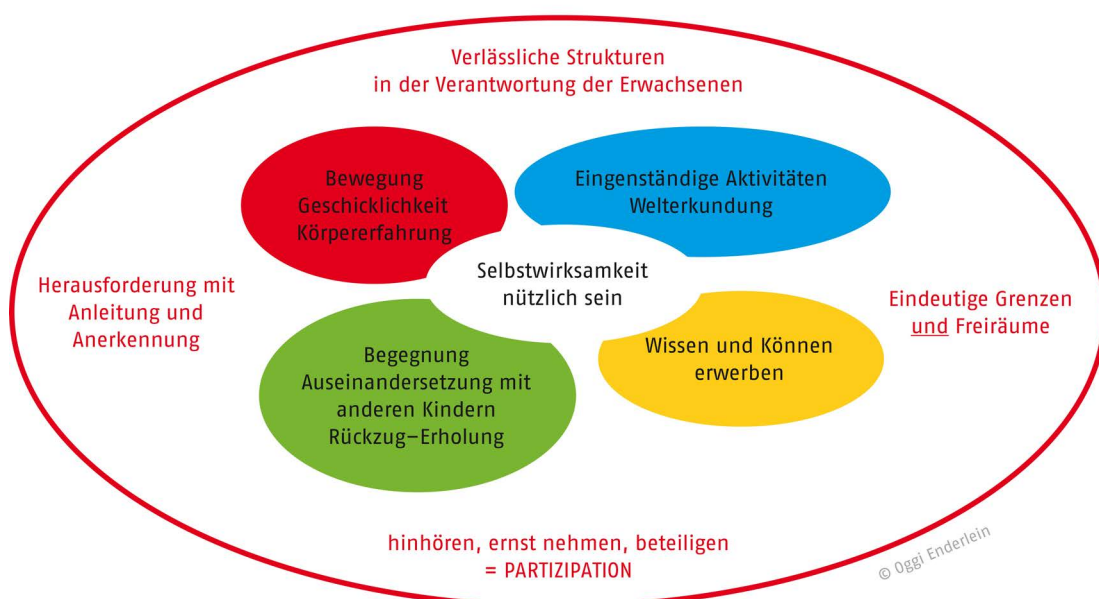 Verlässliche Strukturen
in der Verantwortung der Erwachsenen
Bewegung
Geschicklichkeit
Körpererfahrung
Eingenständige Aktivitäten
Welterkundung
Selbstwirksamkeit
nützlich sein
Herausforderung mit
Anleitung und
Anerkennung
Eindeutige Grenzen
und Freiräume
Begegnung
Auseinandersetzung mit
anderen Kindern
Rückzug–Erholung
Wissen und Können
erwerben
hinhören, ernst nehmen, beteiligen
= PARTIZIPATION
© Oggi Enderlein